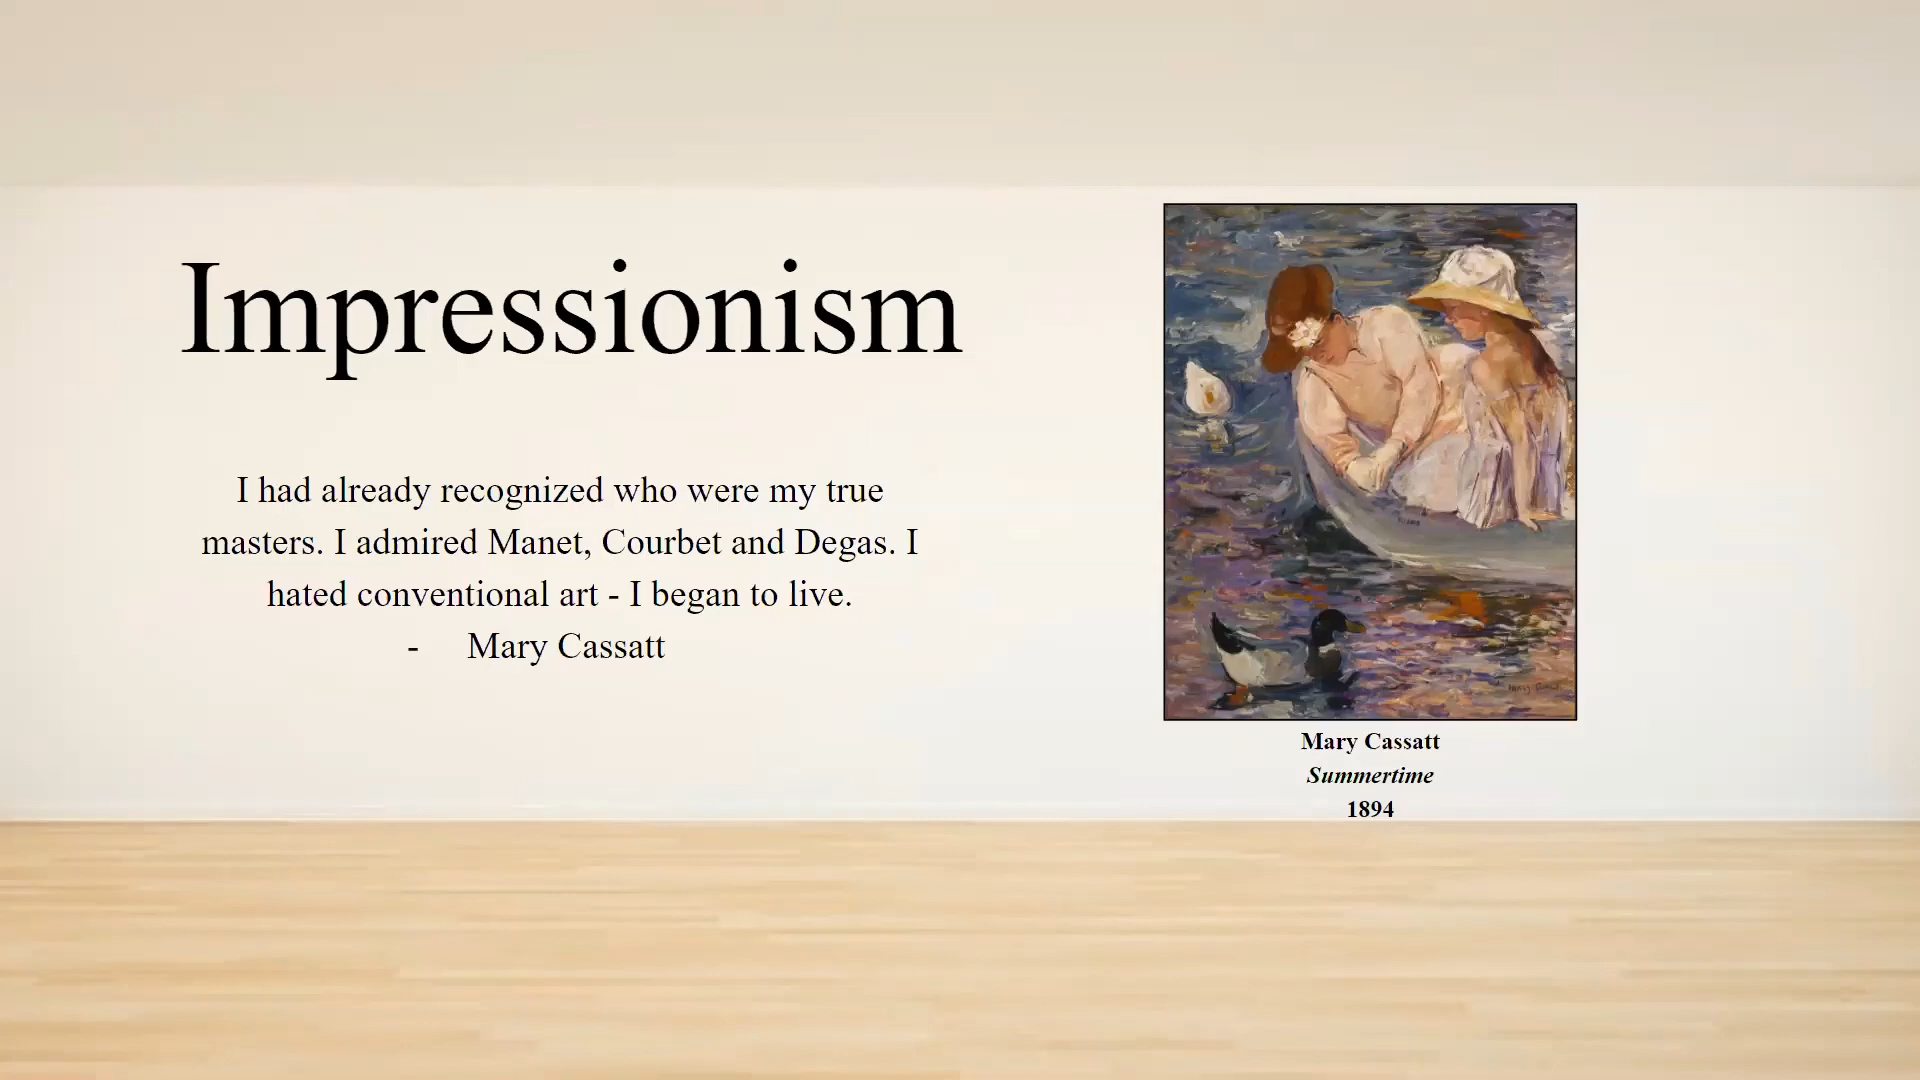 Impressionism
I had already recognized who were my true
masters. I admired Manet, Courbet and Degas. I
hated conventional art - I began to live.
- Mary Cassatt
Mary Cassatt
Summertime
1894